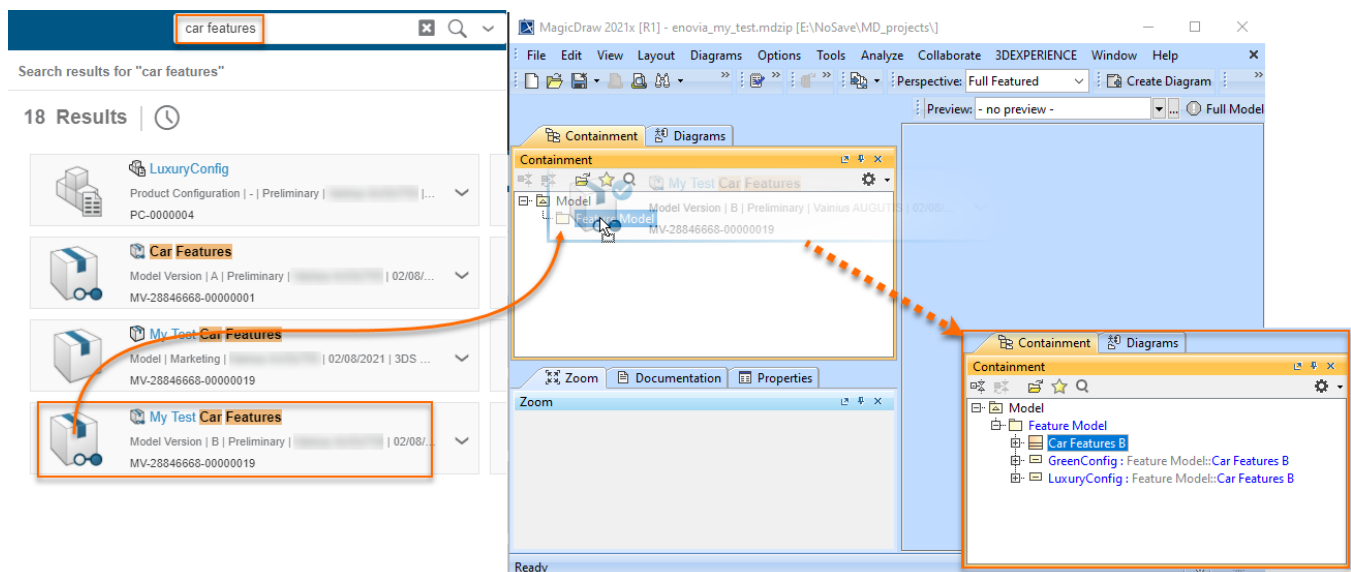 car features
Search results for "car features"
18 Results
LuxuryConfig
Product Configuration | - | Preliminary | |...
PC-0000004
Car Features
Model Version | A | Preliminary | | 02/08/...
MV-28846668-00000001
My Test Car Features
Model | Marketing | | 02/08/2021 | 3DS ...
MV-28846668-00000019
My Test Car Features
Model Version | B | Preliminary | | 02/08/...
MV-28846668-00000019
MagicDraw 2021x [R1] - enovia_my_test.mdzip [E:\NoSave\MD_projects\]
File Edit View Layout Diagrams Options Tools Analyze Collaborate 3DEXPERIENCE Window Help
Perspective: Full Featured Create Diagram
Preview: - no preview - ... Full Model
Containment Diagrams
Containment
My Test Car Features
Model
Model Version | B | Preliminary | Vainius AUGUTIS | 02/08/...
Feature Model
MV-28846668-00000019
Zoom Documentation Properties
Zoom
Ready
Containment Diagrams
Containment
Model
Feature Model
Car Features B
GreenConfig : Feature Model::Car Features B
LuxuryConfig : Feature Model::Car Features B